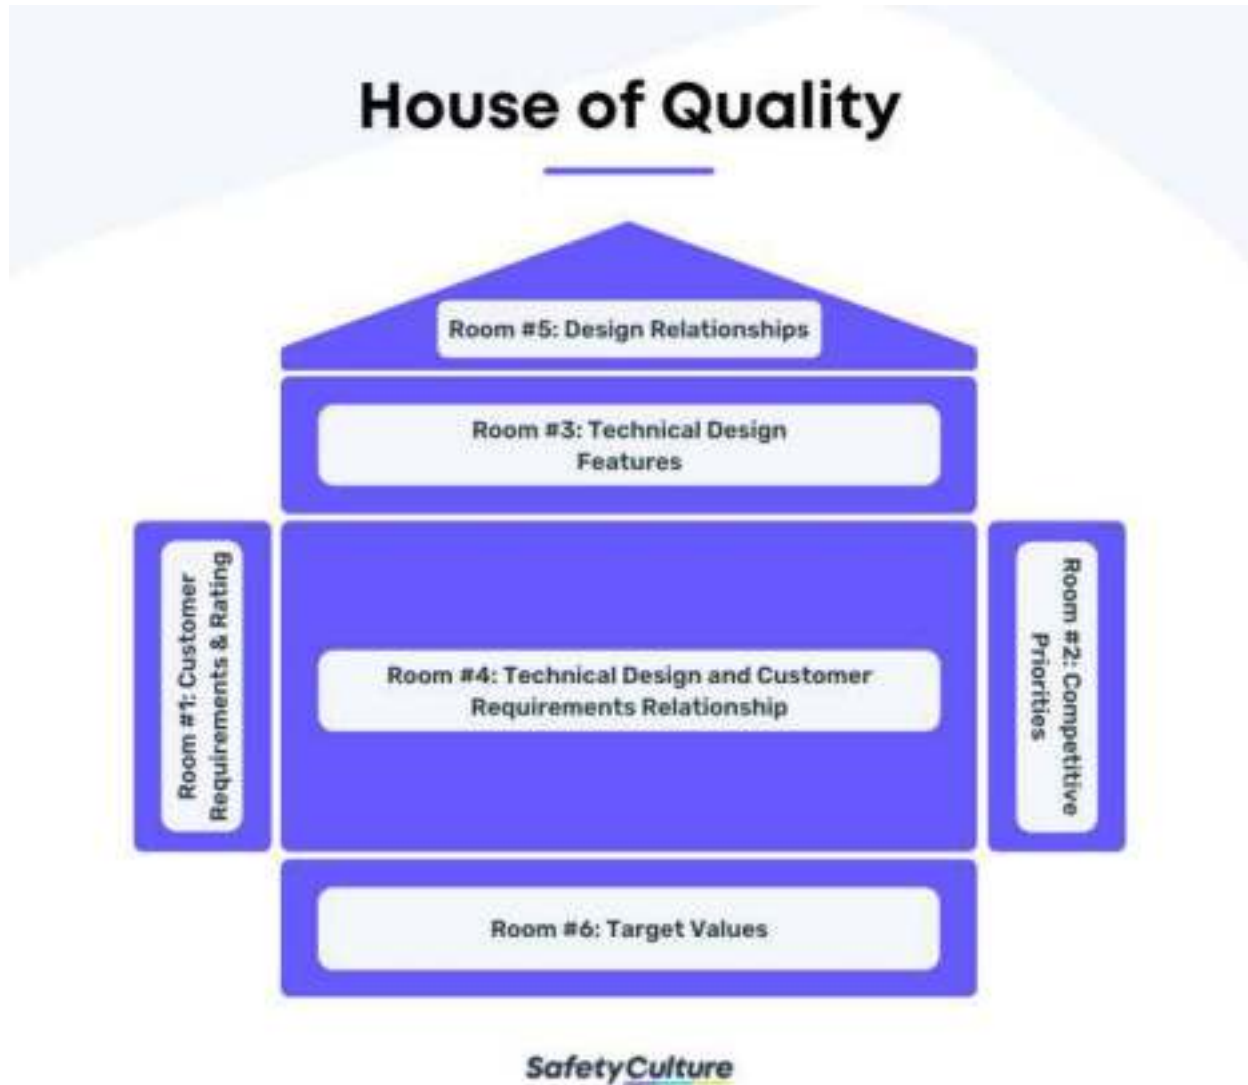 House of Quality
Room #5: Design Relationships
Room #3: Technical Design
Features
Room #1: Customer
Requirements & Rating
Room #4: Technical Design and Customer
Requirements Relationship
Room #2: Competitive
Priorities
Room #6: Target Values
SafetyCulture